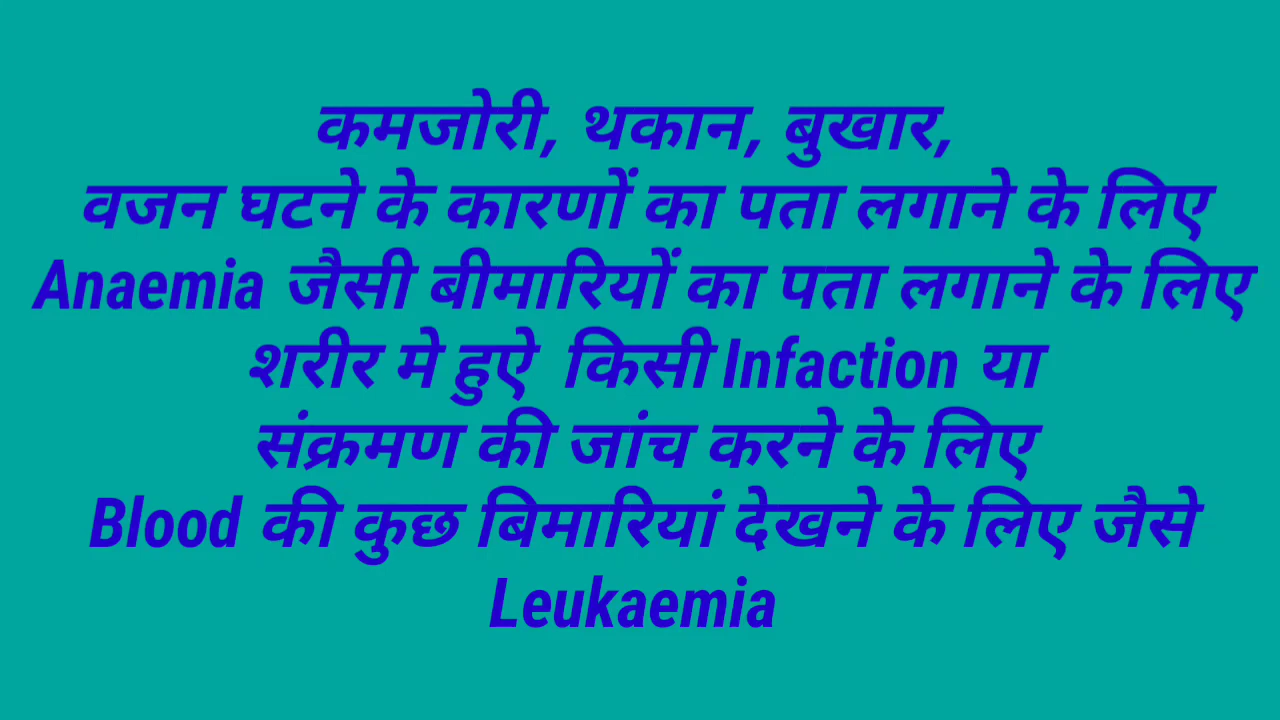 कमजोरी, थकान, बुखार,
वजन घटने के कारणों का पता लगाने के लिए
Anaemia जैसी बीमारियों का पता लगाने के लिए
शरीर मे हुऐ किसी Infaction या
संक्रमण की जांच करने के लिए
Blood की कुछ बिमारियां देखने के लिए जैसे
Leukaemia